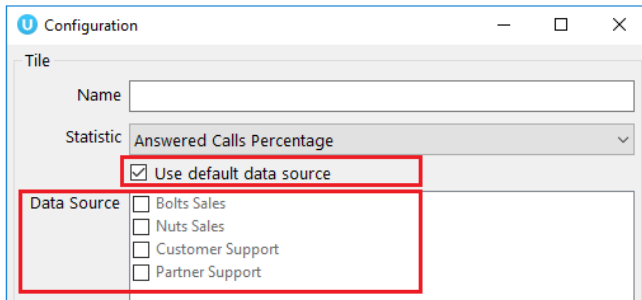 Configuration
Tile
Name
Statistic Answered Calls Percentage
Use default data source
Data Source Bolts Sales
Nuts Sales
Customer Support
Partner Support